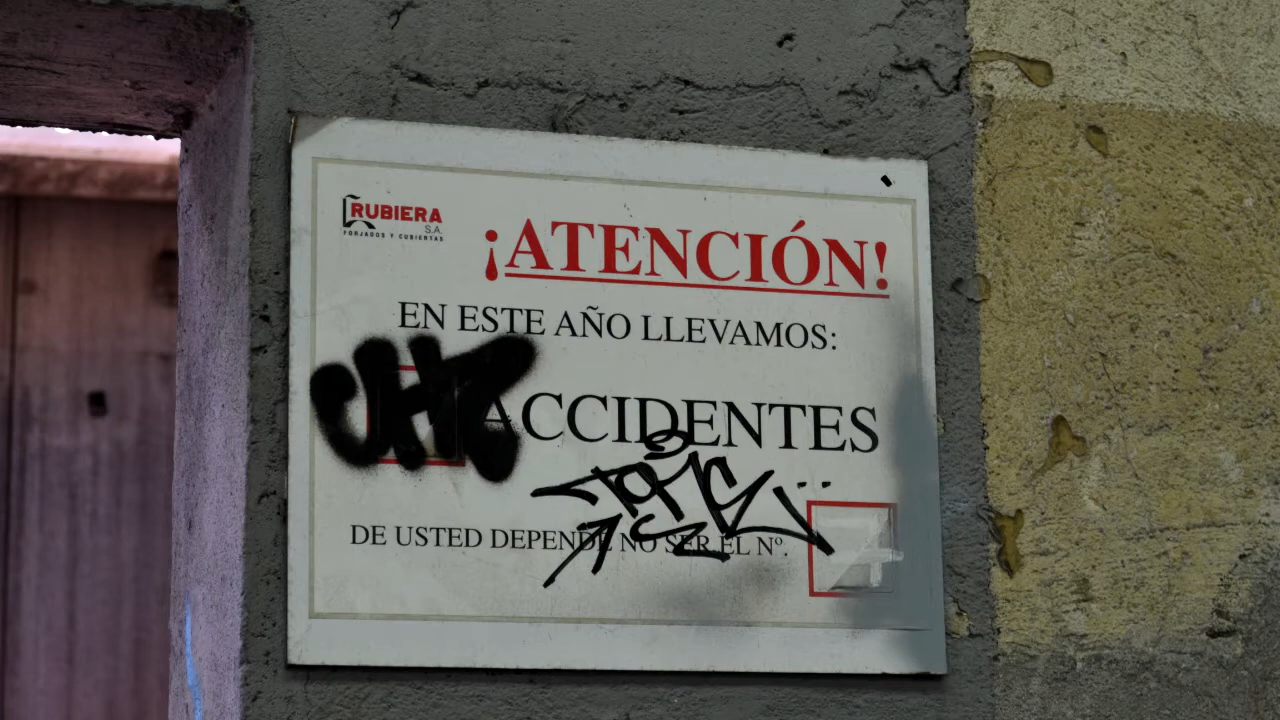 RUBIERA
S.A.
FORJADOS Y CUBIERTAS
¡ATENCIÓN!
EN ESTE AÑO LLEVAMOS:
ACCIDENTES
DE USTED DEPENDE NO SER EL Nº.